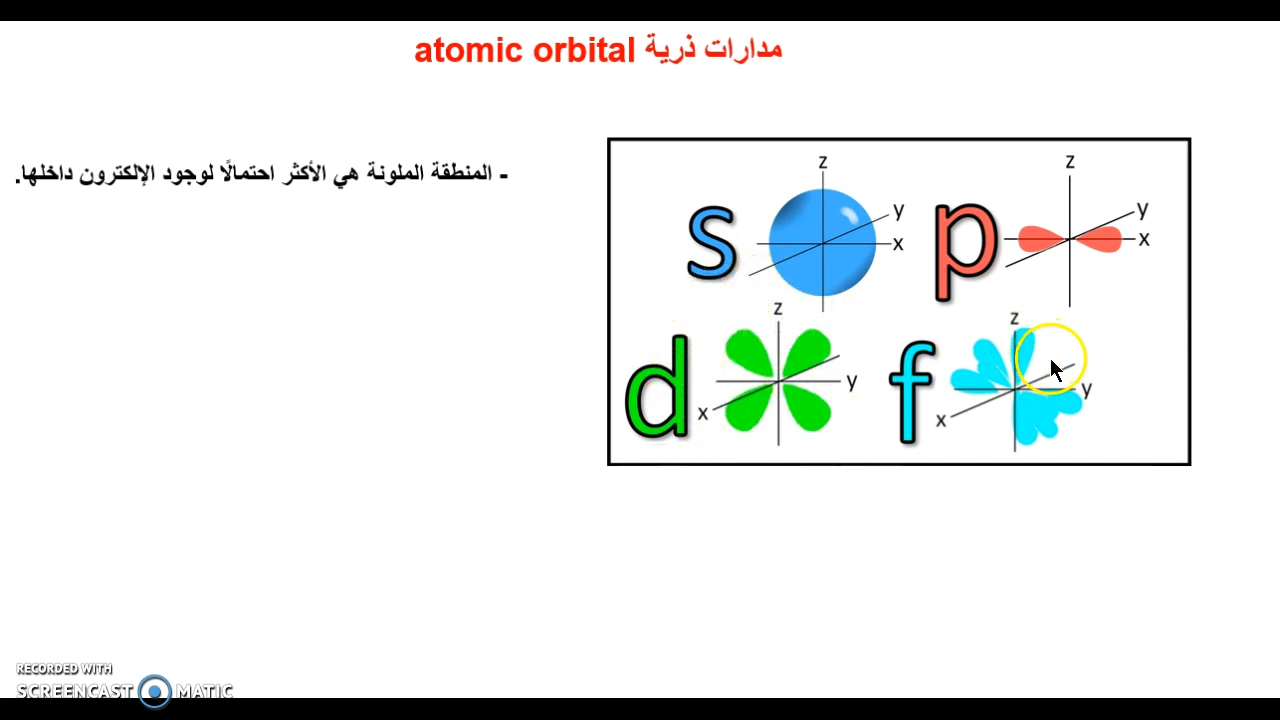 مدارات ذرية atomic orbital
- المنطقة الملونة هي الأكثر احتمالًا لوجود الإلكترون داخلها.
s
z
y
x
p
z
y
x
d
z
y
x
f
z
y
x
RECORDED WITH
SCREENCAST MATIC